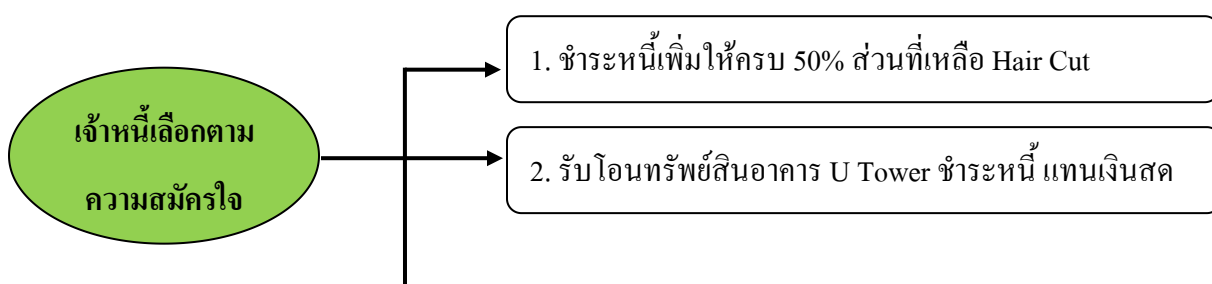 เจ้าหนี้เลือกตาม
ความสมัครใจ
1. ชำระหนี้เพิ่มให้ครบ 50% ส่วนที่เหลือ Hair Cut
2. รับโอนทรัพย์สินอาคาร U Tower ชำระหนี้ แทนเงินสด